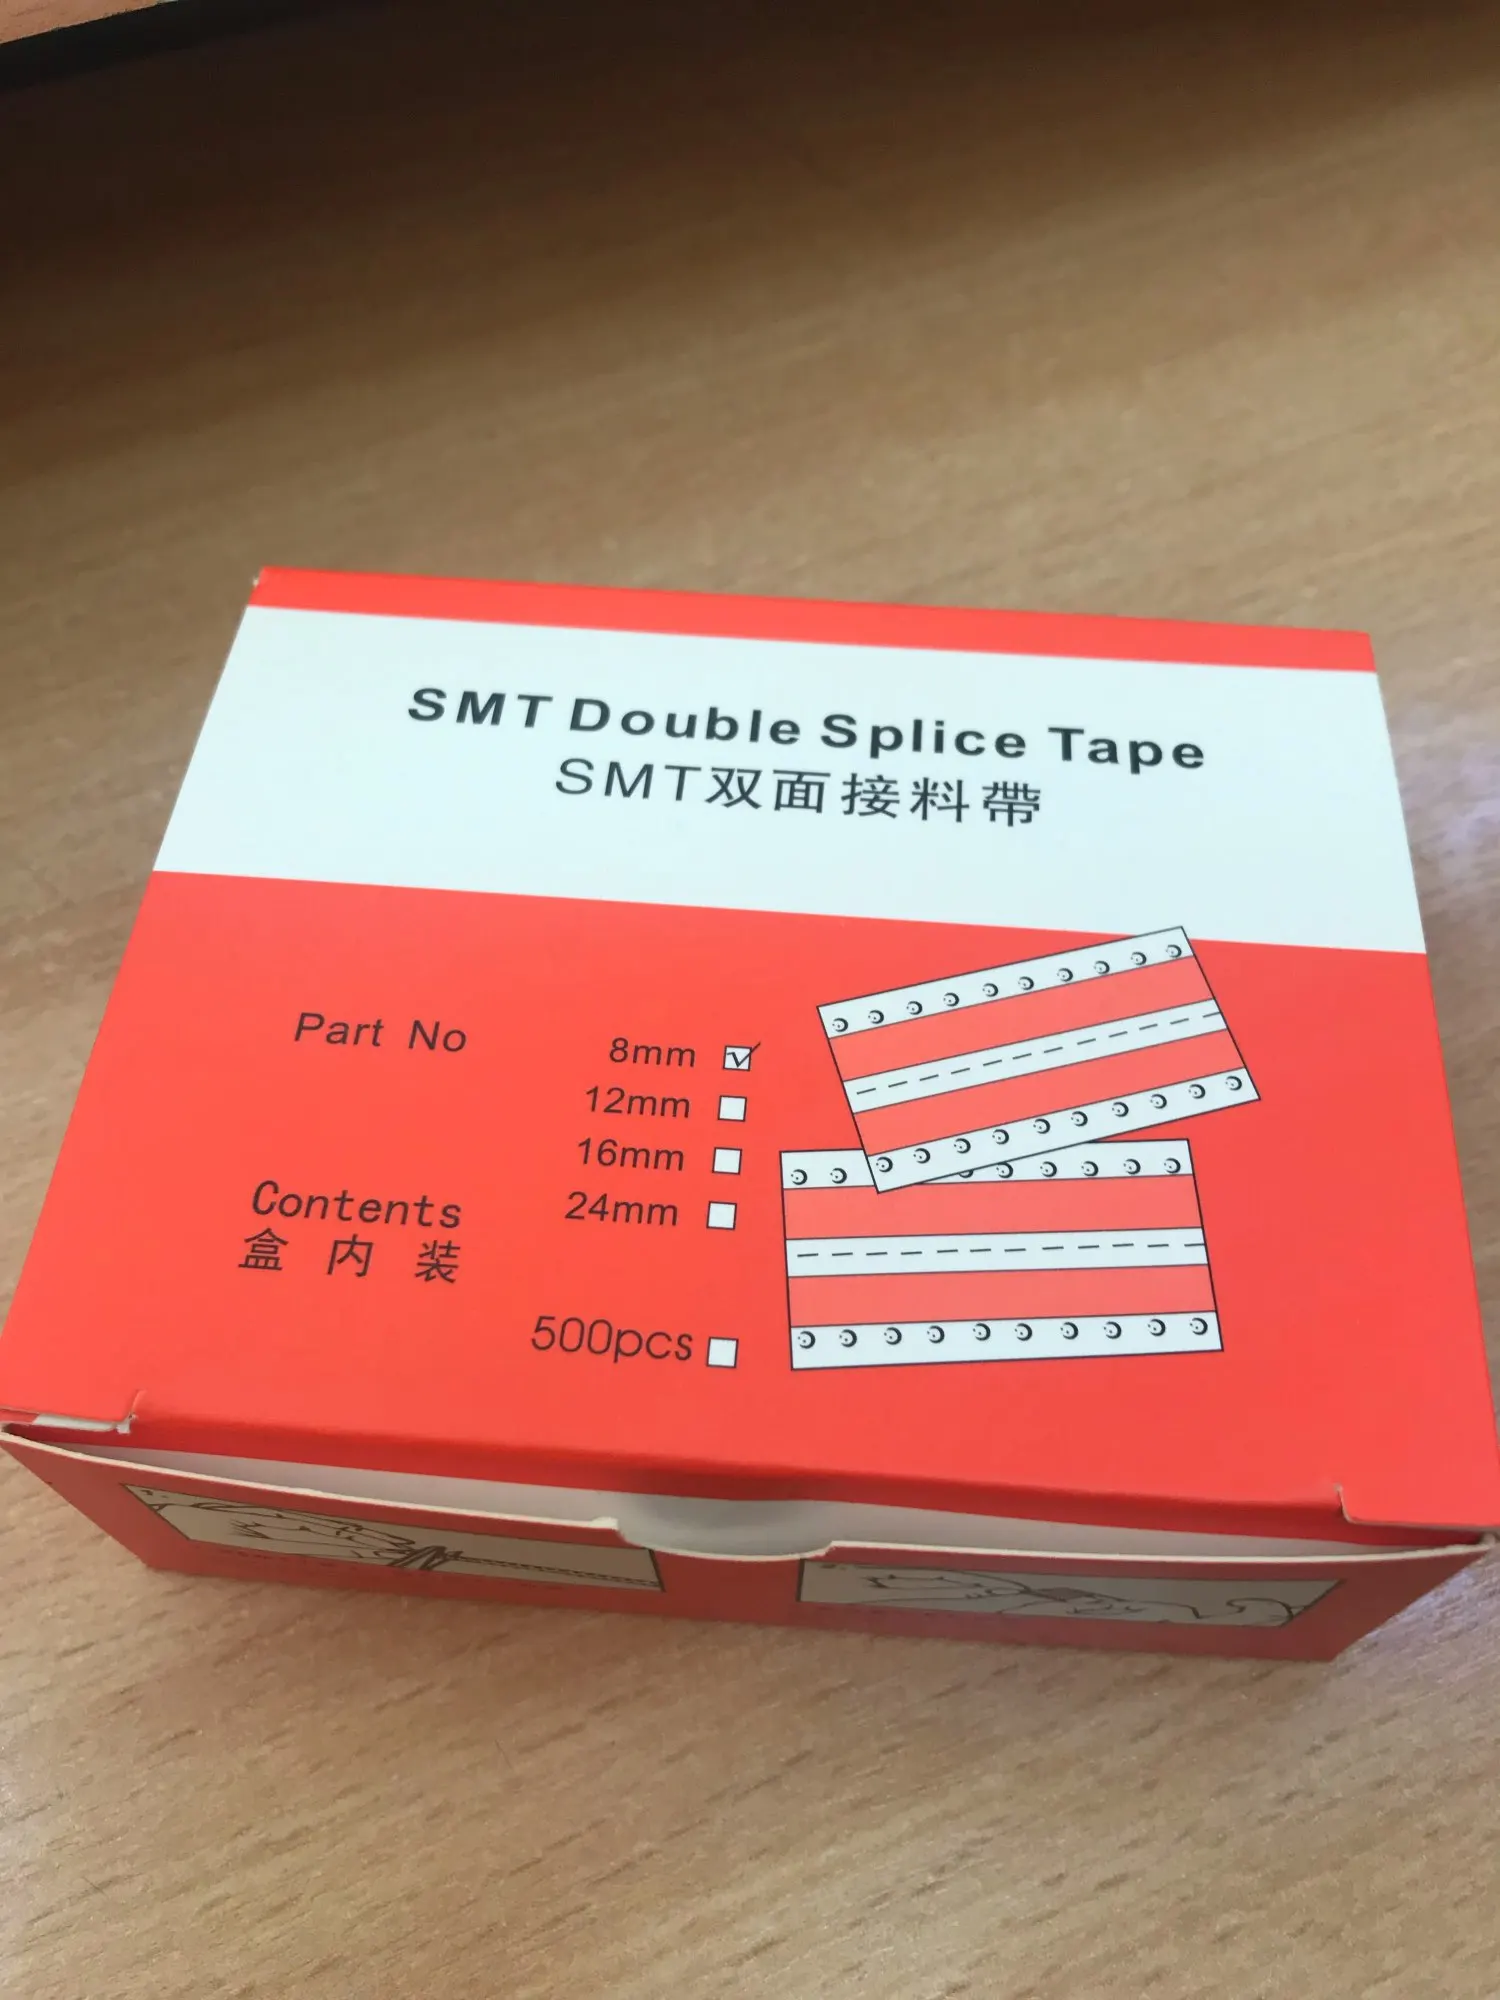 SMT Double Splice Tape
SMT双面接料帶
Part No
8mm
12mm
16mm
24mm
Contents
盒内装
500pcs